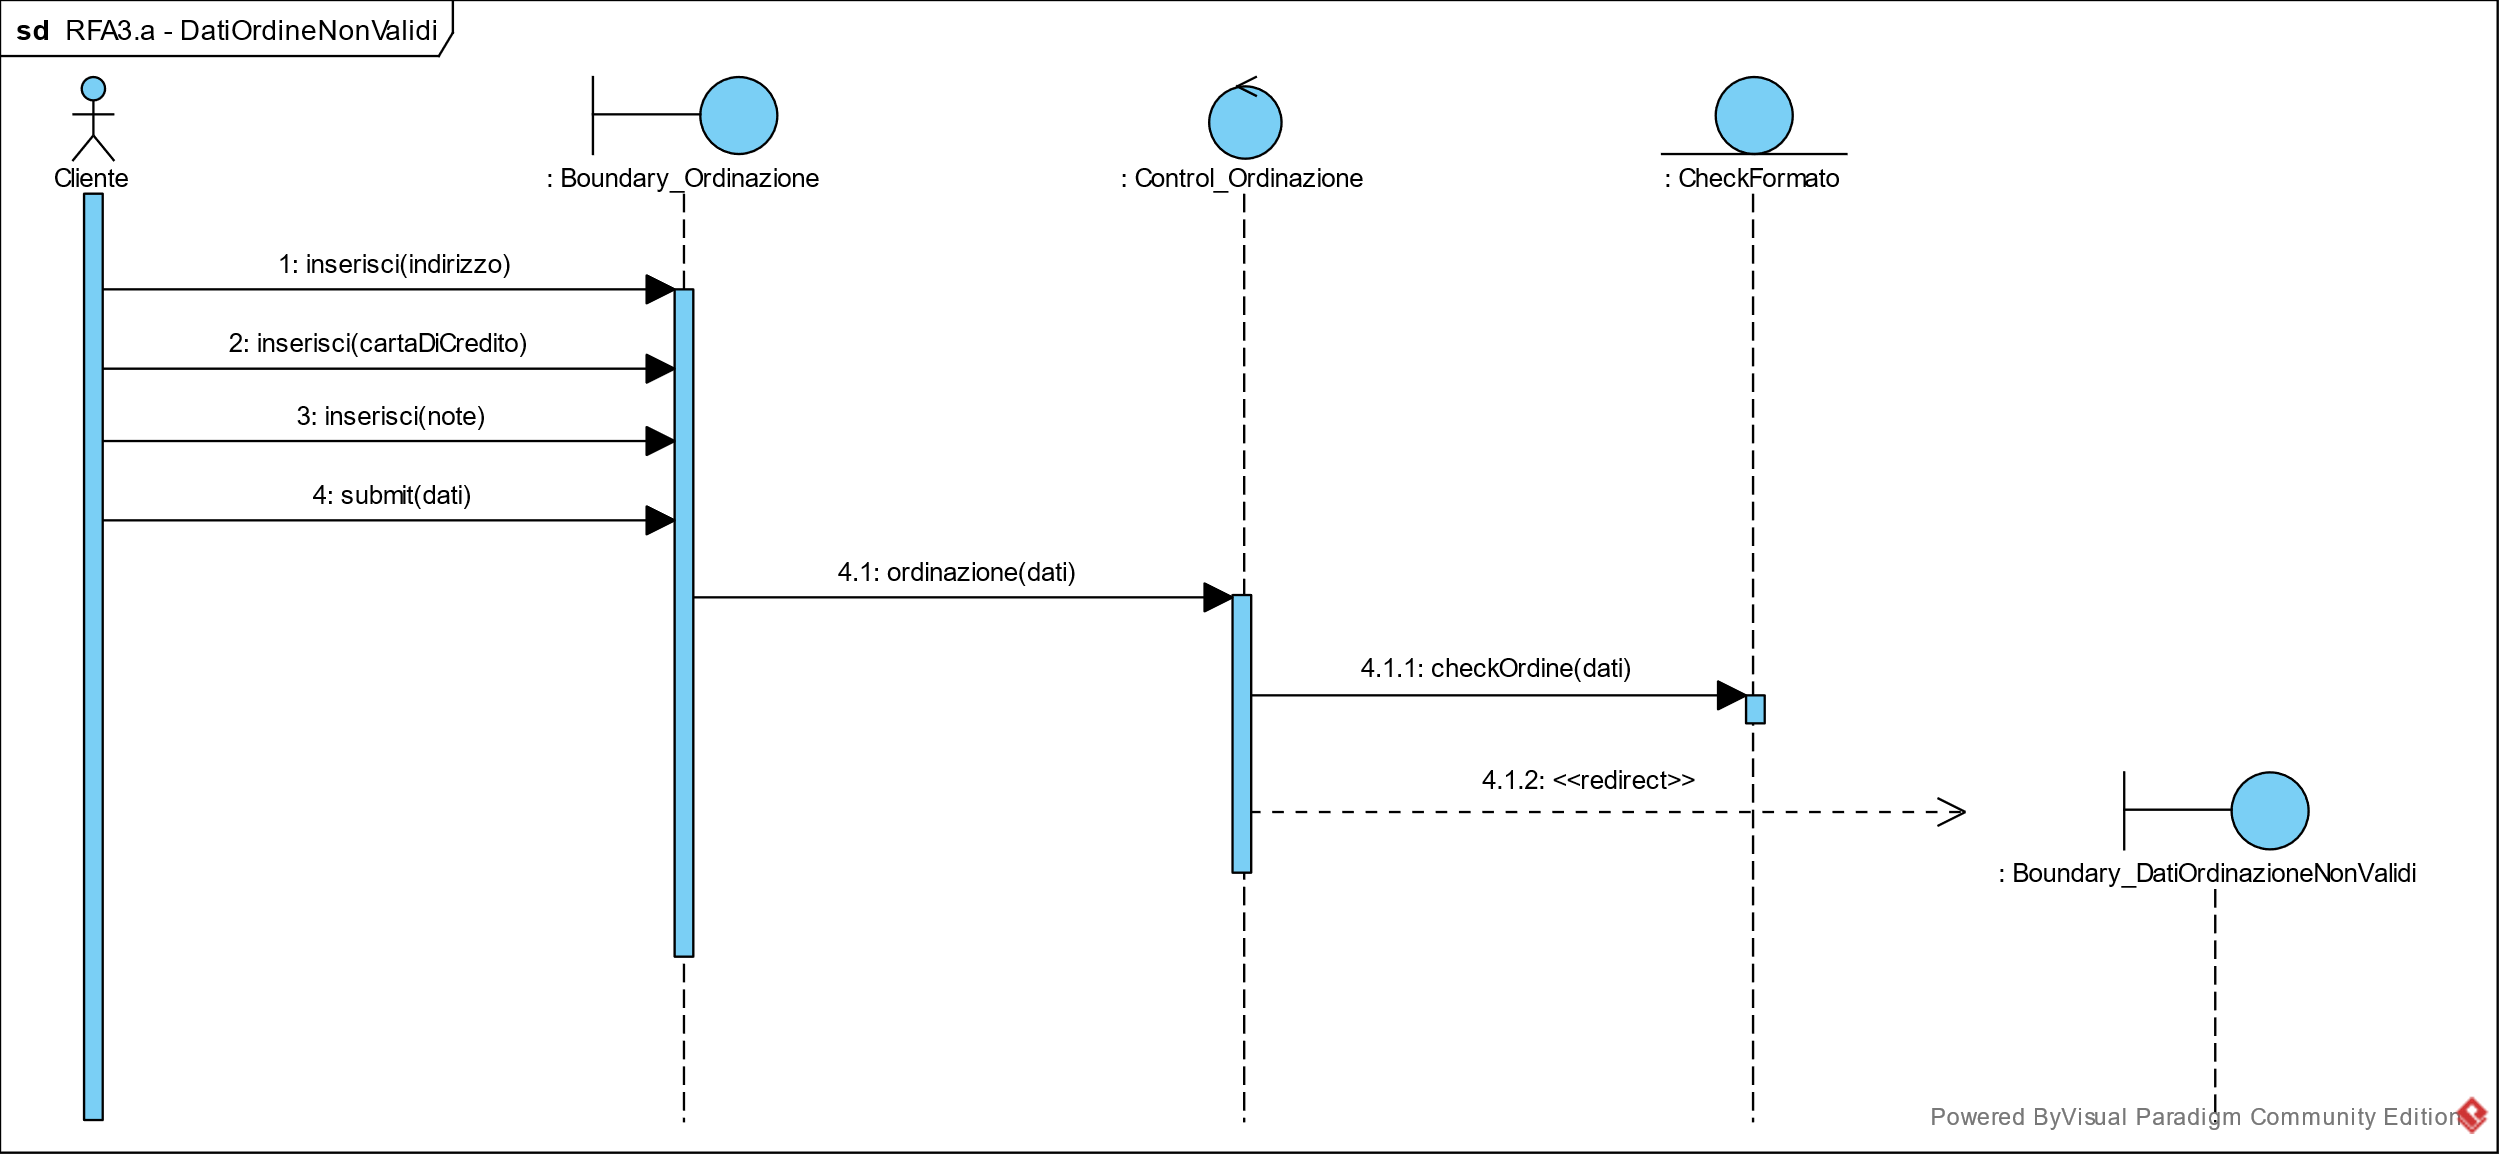 sd RFA3.a - DatiOrdineNonValidi
Cliente
: Boundary_Ordinazione
: Control_Ordinazione
: CheckFormato
1: inserisci(indirizzo)
2: inserisci(cartaDiCredito)
3: inserisci(note)
4: submit(dati)
4.1: ordinazione(dati)
4.1.1: checkOrdine(dati)
4.1.2: <<redirect>>
: Boundary_DatiOrdinazioneNonValidi
Powered ByVisual Paradigm Community Edition